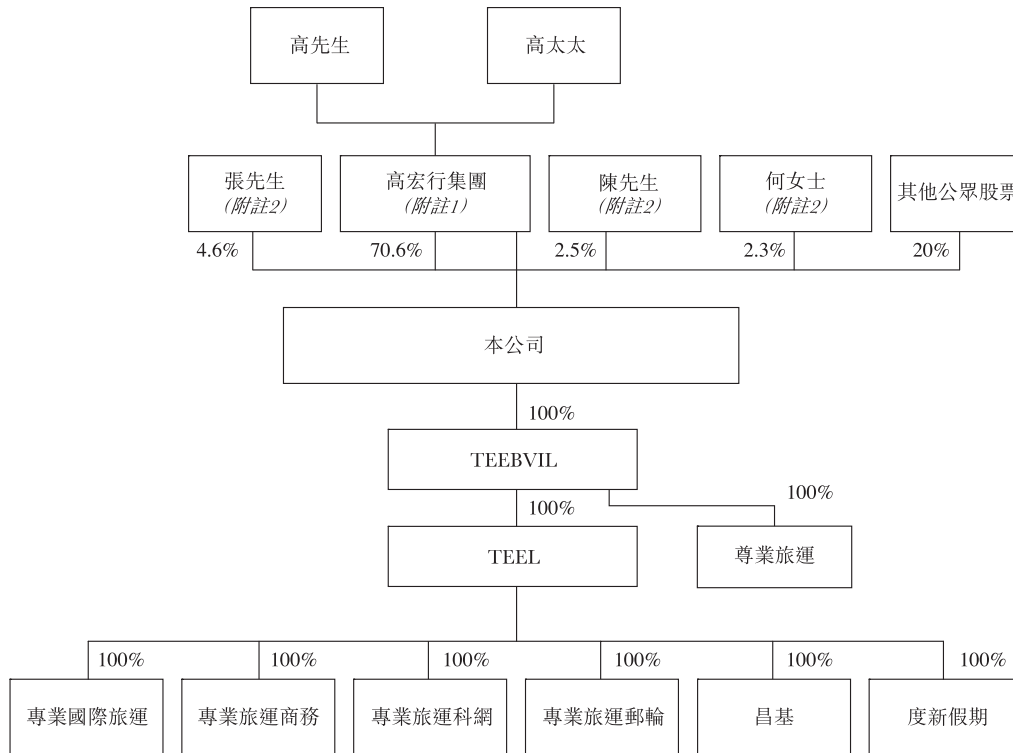 高先生
高太太
張先生
(附註2)
高宏行集團
(附註1)
陳先生
(附註2)
何女士
(附註2)
其他公眾股票
4.6%
70.6%
2.5%
2.3%
20%
本公司
100%
TEEBVIL
100%
100%
TEEL
尊業旅運
100%
100%
100%
100%
100%
100%
專業國際旅運
專業旅運商務
專業旅運科網
專業旅運郵輪
昌基
度新假期